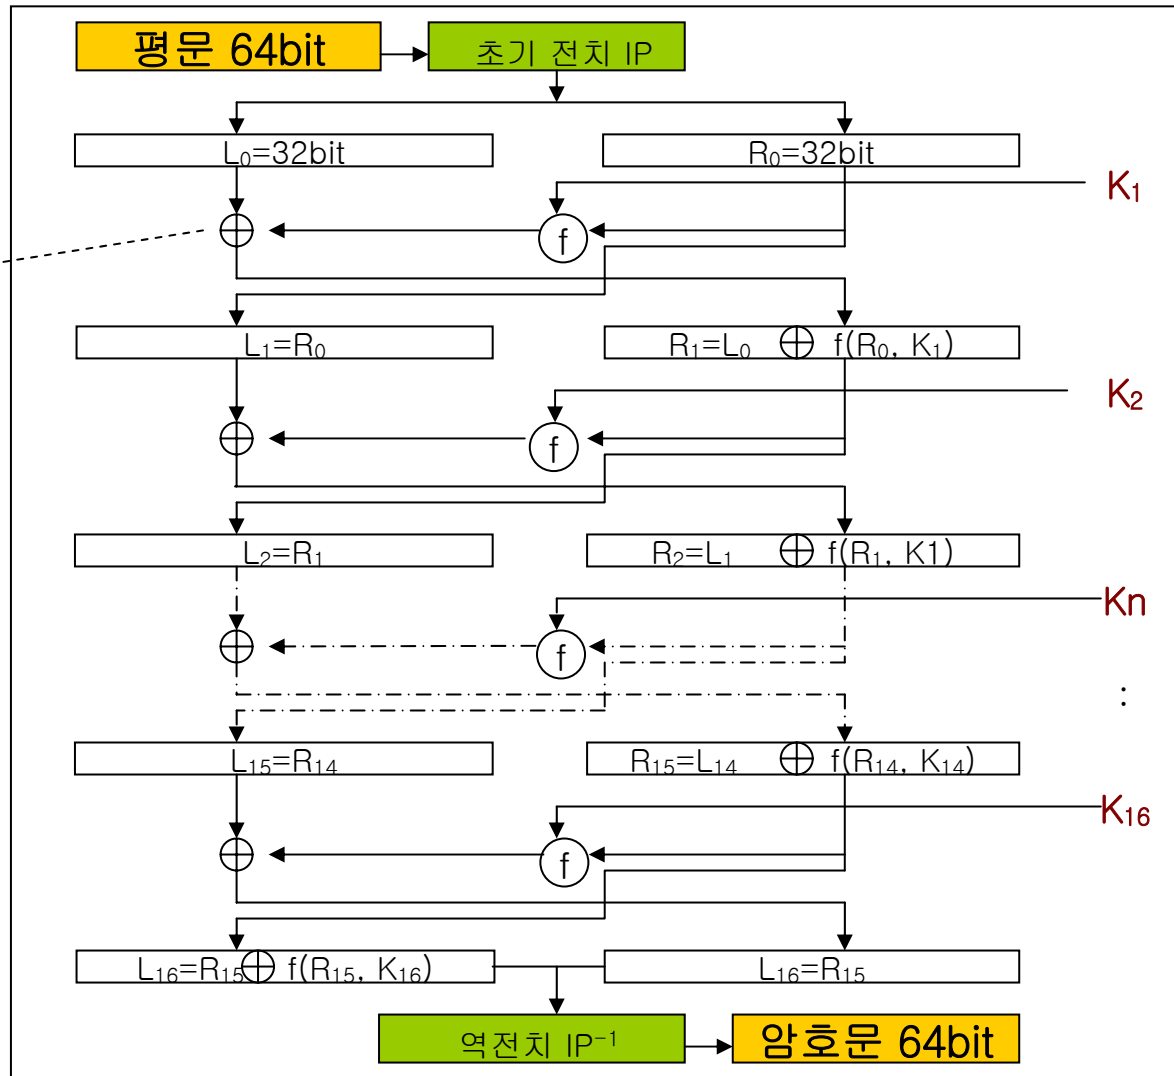 평문 64bit
초기 전치 IP
L₀=32bit
R₀=32bit
K₁
f
L₁=R₀
R₁=L₀ ⊕ f(R₀, K₁)
K₂
f
L₂=R₁
R₂=L₁ ⊕ f(R₁, K1)
Kn
f
:
L₁₅=R₁₄
R₁₅=L₁₄ ⊕ f(R₁₄, K₁₄)
K₁₆
f
L₁₆=R₁₅⊕ f(R₁₅, K₁₆)
L₁₆=R₁₅
역전치 IP⁻¹
암호문 64bit